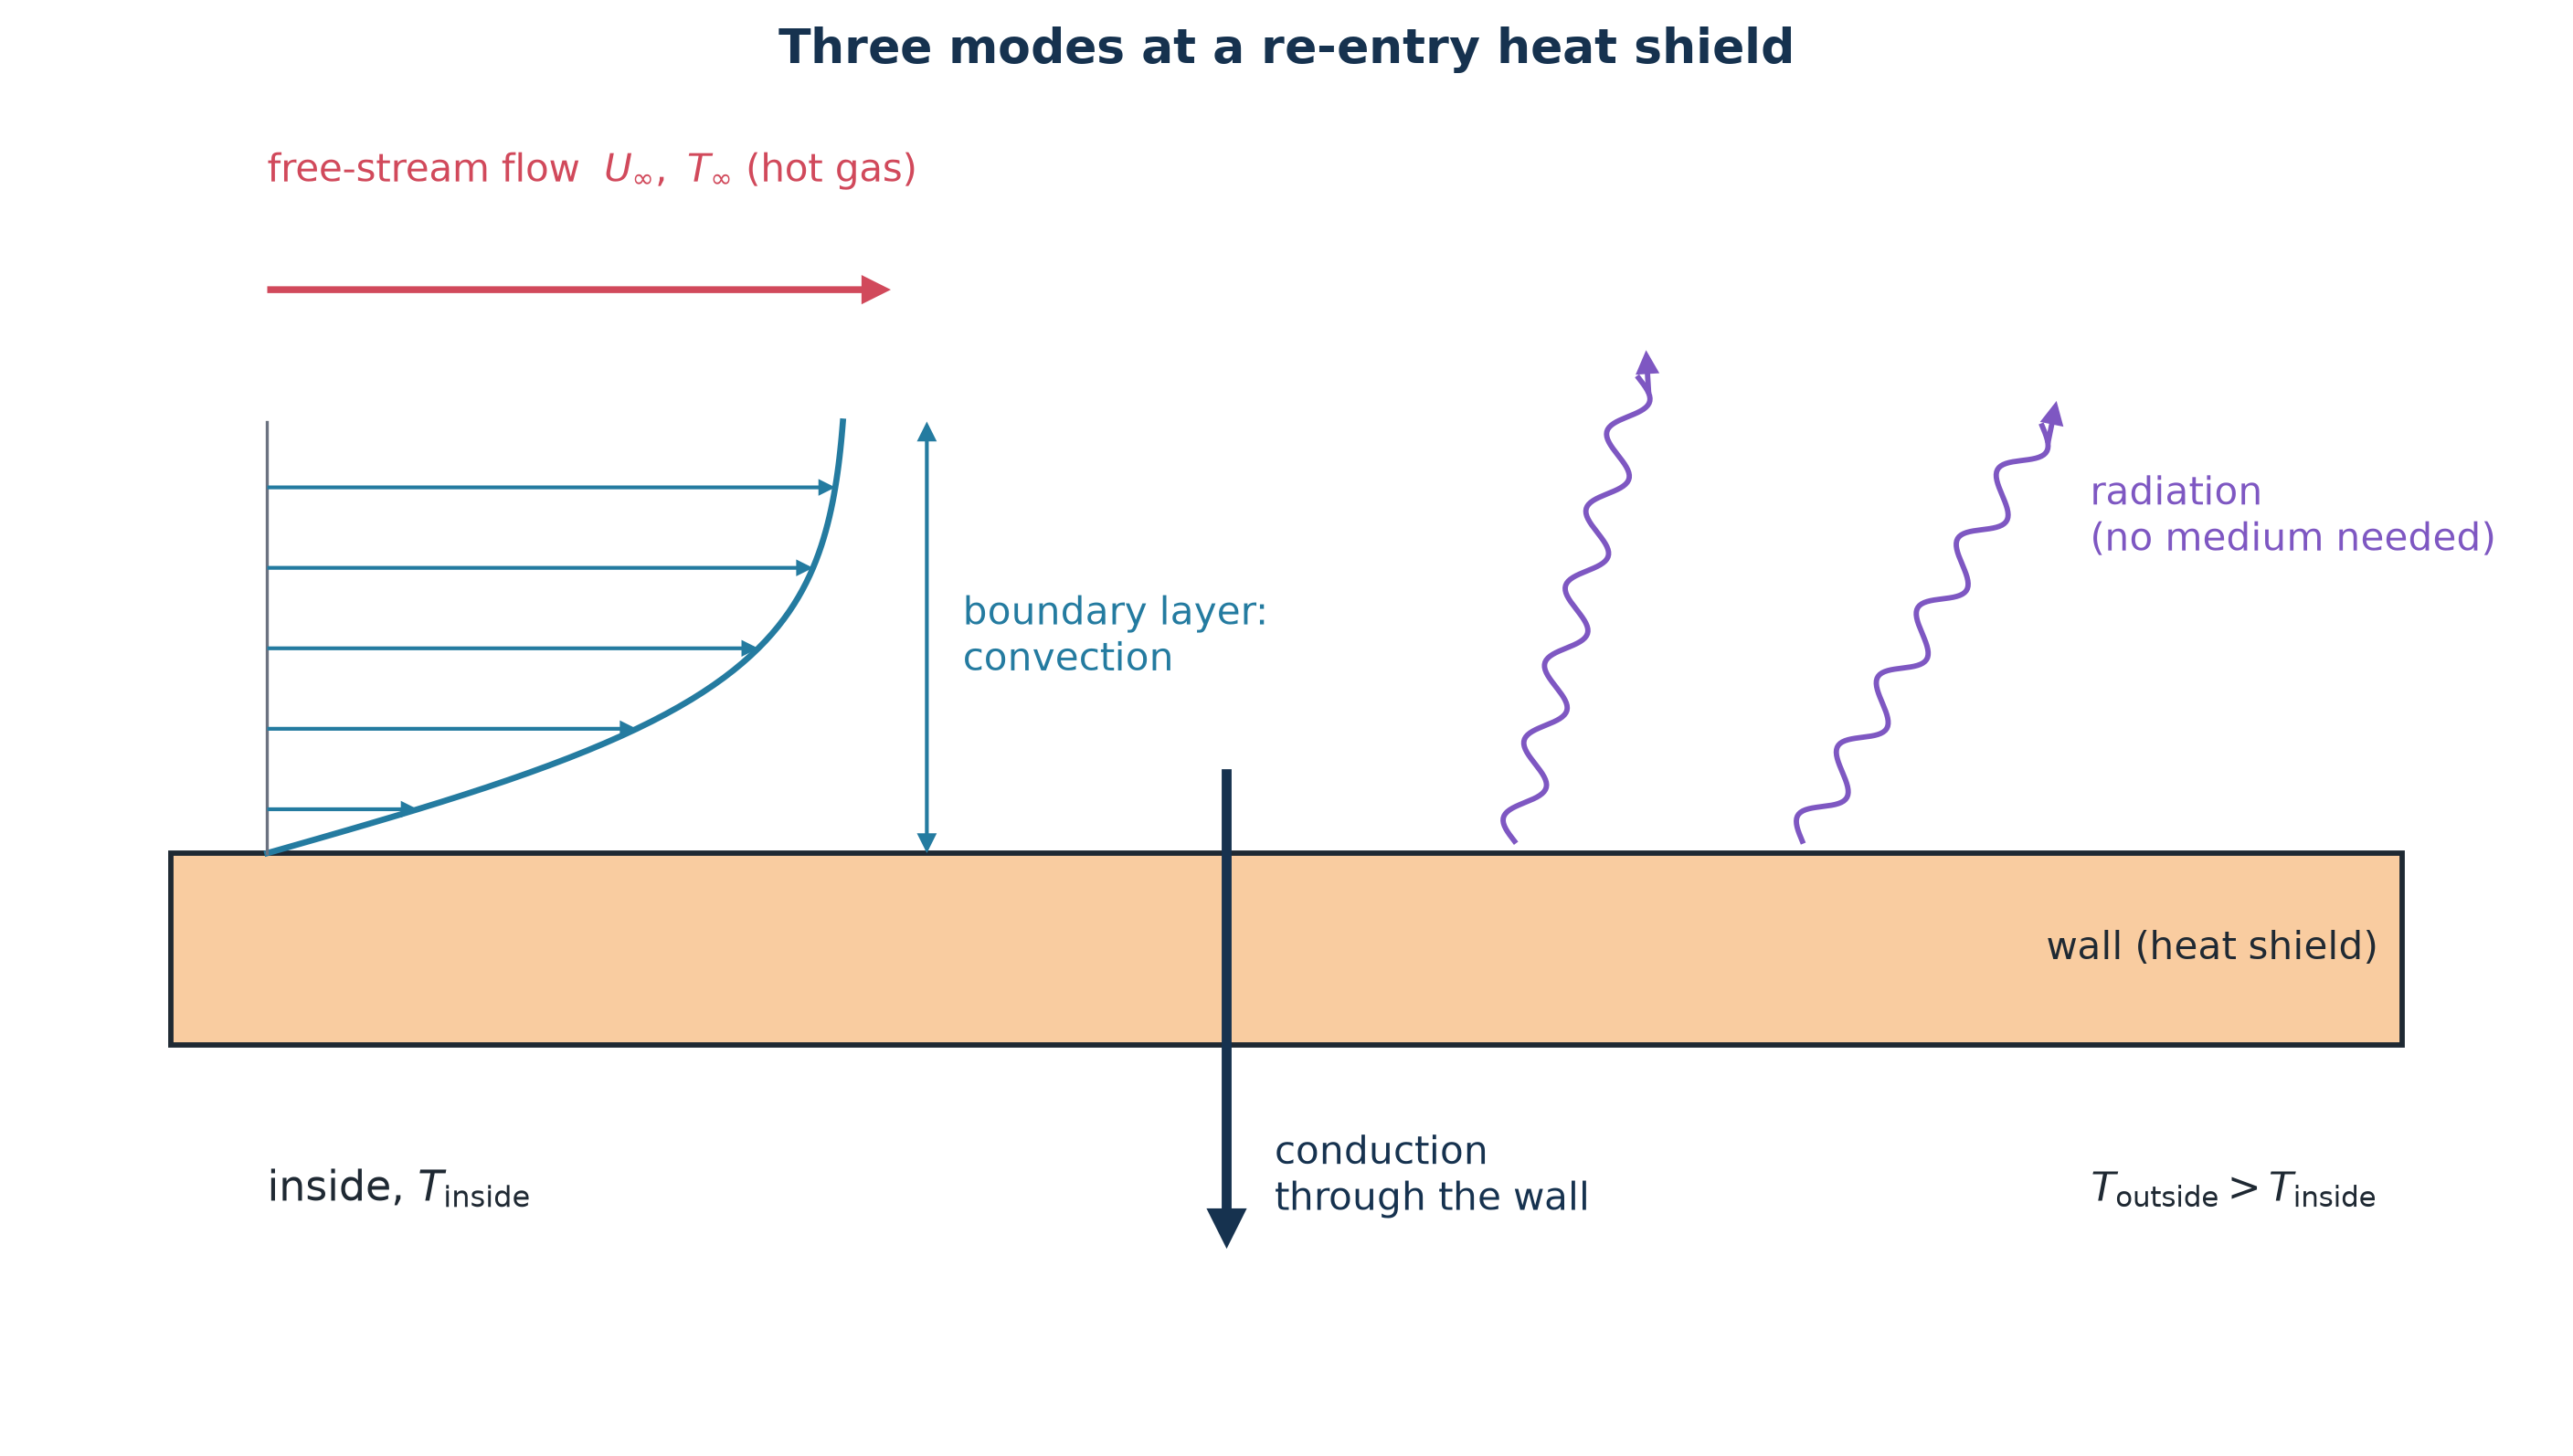 Three modes at a re-entry heat shield
free-stream flow U∞, T∞ (hot gas)
radiation
(no medium needed)
boundary layer:
convection
wall (heat shield)
conduction
through the wall
inside, Tinside
Toutside > Tinside